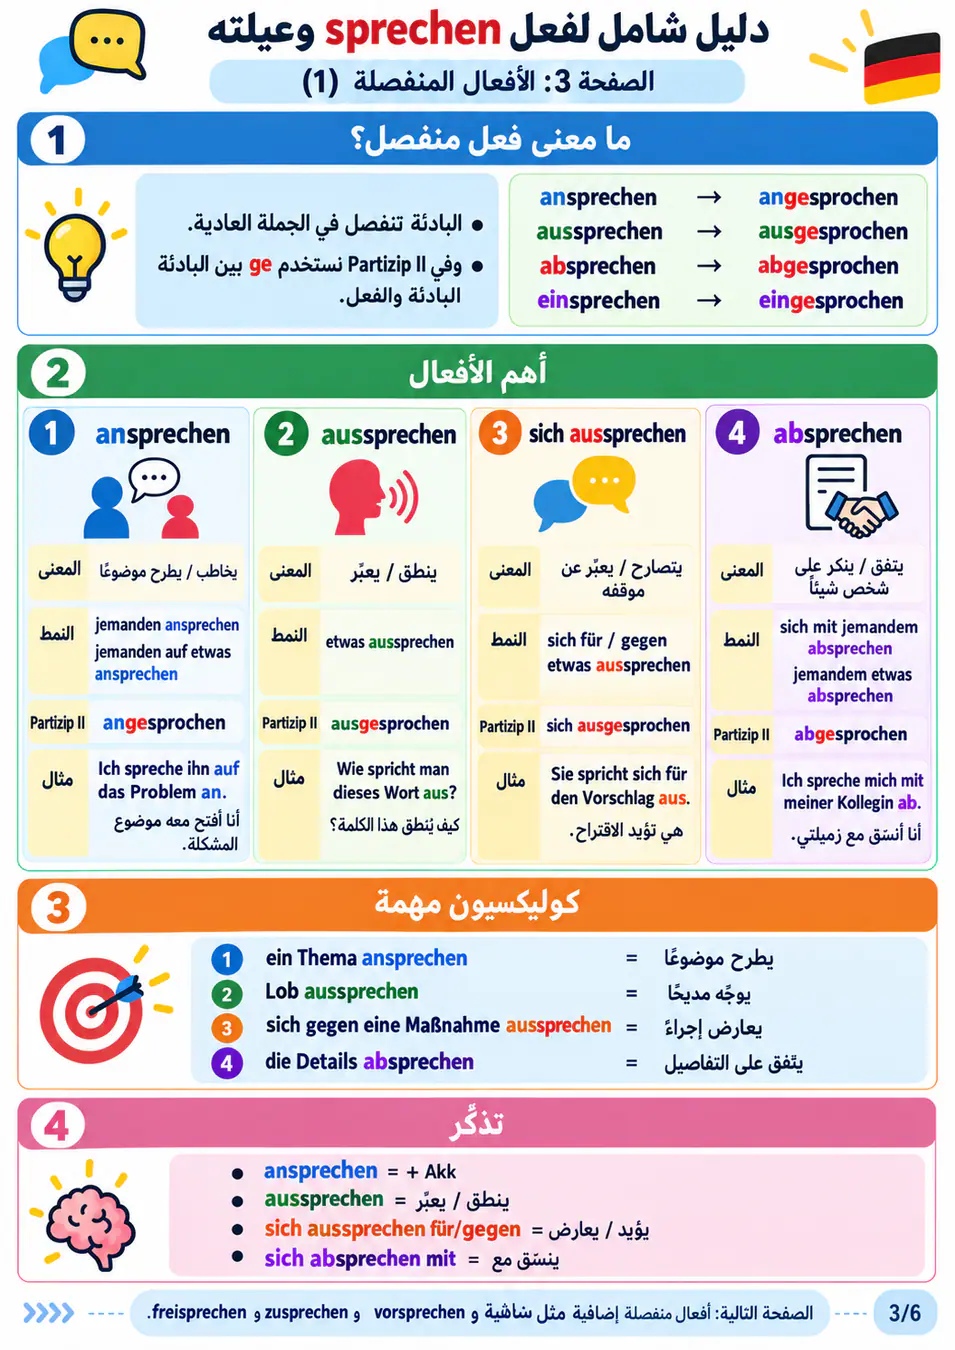 دليل شامل لفعل sprechen وعيلته
الصفحة 3: الأفعال المنفصلة (1)
1
ما معنى فعل منفصل؟
• البادئة تنفصل في الجملة العادية.
• وفي Partizip II نستخدم ge بين البادئة
البادئة والفعل.
ansprechen → angesprochen
aussprechen → ausgesprochen
absprechen → abgesprochen
einsprechen → eingesprochen
2
أهم الأفعال
1 ansprechen
المعنى
يخاطب / يطرح موضوعًا
النمط
jemanden ansprechen
jemanden auf etwas
ansprechen
Partizip II
angesprochen
مثال
Ich spreche ihn auf
das Problem an.
أنا أفتح معه موضوع
المشكلة.
2 aussprechen
المعنى
ينطق / يعبِّر
النمط
etwas aussprechen
Partizip II
ausgesprochen
مثال
Wie spricht man
dieses Wort aus?
كيف يُنطق هذا الكلمة؟
3 sich aussprechen
المعنى
يتصارح / يعبِّر عن
موقفه
النمط
sich für / gegen
etwas aussprechen
Partizip II
sich ausgesprochen
مثال
Sie spricht sich für
den Vorschlag aus.
هي تؤيد الاقتراح.
4 absprechen
المعنى
يتفق / ينكر على
شخص شيئاً
النمط
sich mit jemandem
absprechen
jemandem etwas
absprechen
Partizip II
abgesprochen
مثال
Ich spreche mich mit
meiner Kollegin ab.
أنا أنسّق مع زميلتي.
3
كوليكسيون مهمة
1 ein Thema ansprechen = يطرح موضوعًا
2 Lob aussprechen = يوجِّه مديحًا
3 sich gegen eine Maßnahme aussprechen = يعارض إجراءً
4 die Details absprechen = يتّفق على التفاصيل
4
تذكَّر
• ansprechen = + Akk
• aussprechen = ينطق / يعبِّر
• sich aussprechen für/gegen = يؤيد / يعارض
• sich absprechen mit = ينسّق مع
الصفحة التالية: أفعال منفصلة إضافية مثل و vorsprechen و zusprechen و freisprechen.
3/6